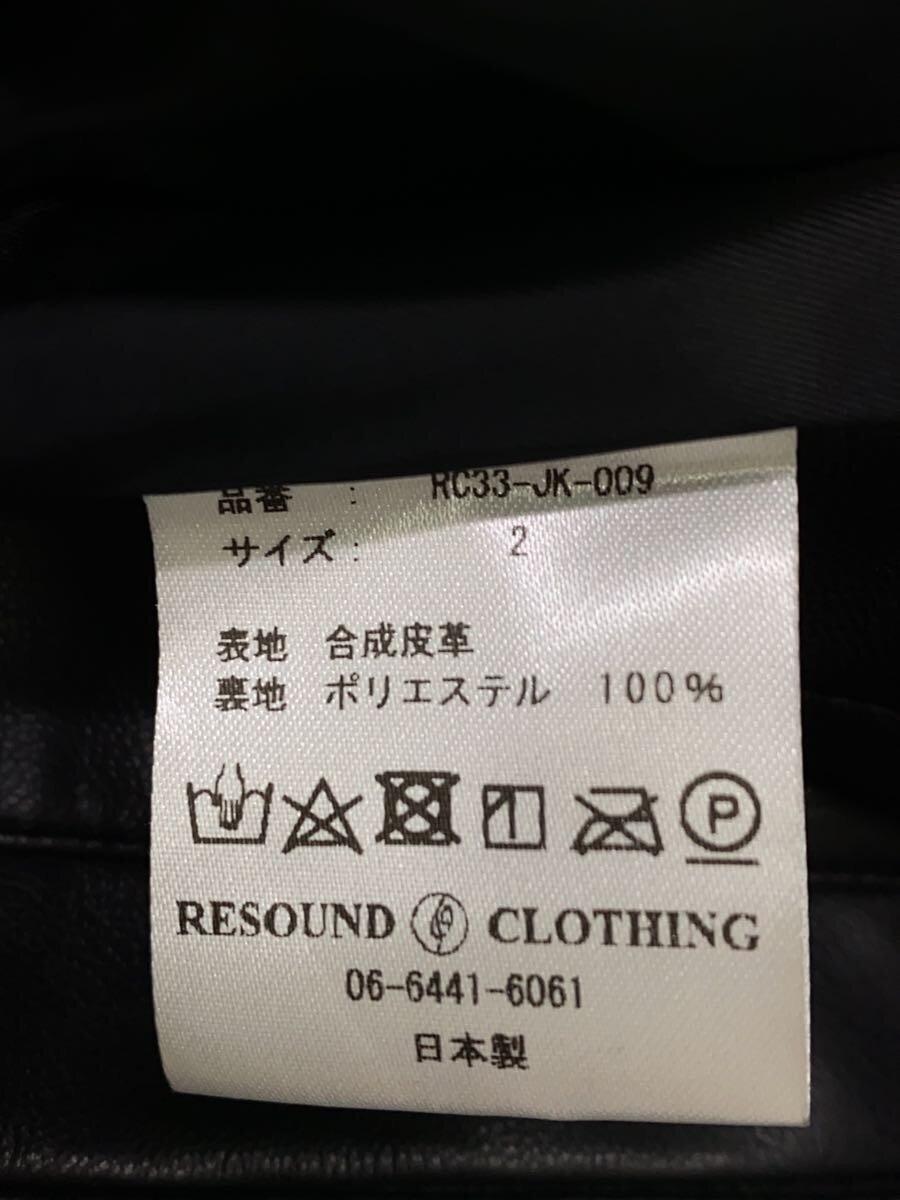 品番 : RC33-JK-009
サイズ: 2
表地 合成皮革
裏地 ポリエステル 100%
P
RESOUND CLOTHING
06-6441-6061
日本製